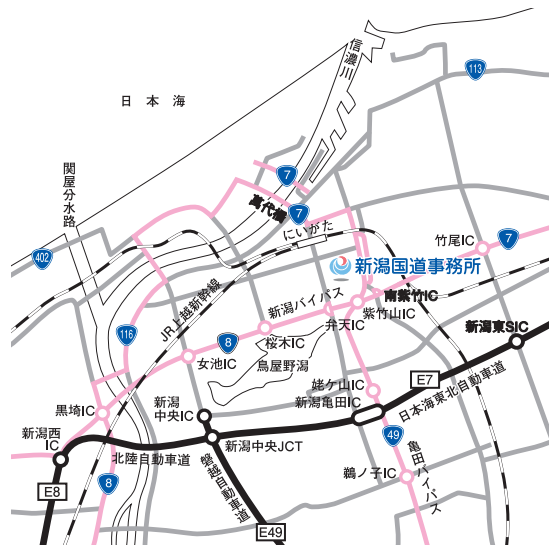 信濃川
113
日本海
関屋分水路
7
萬代橋
7
にいがた
竹尾IC
7
402
新潟国道事務所
JR上越新幹線
新潟バイパス
南紫竹IC
紫竹山IC
弁天IC
新潟東SIC
116
8
桜木IC
女池IC
鳥屋野潟
姥ケ山IC
新潟亀田IC
E7
日本海東北自動車道
黒埼IC
新潟
中央IC
新潟西
IC
新潟中央JCT
49
北陸自動車道
磐越自動車道
鵜ノ子IC
亀田バイパス
E8
8
E49